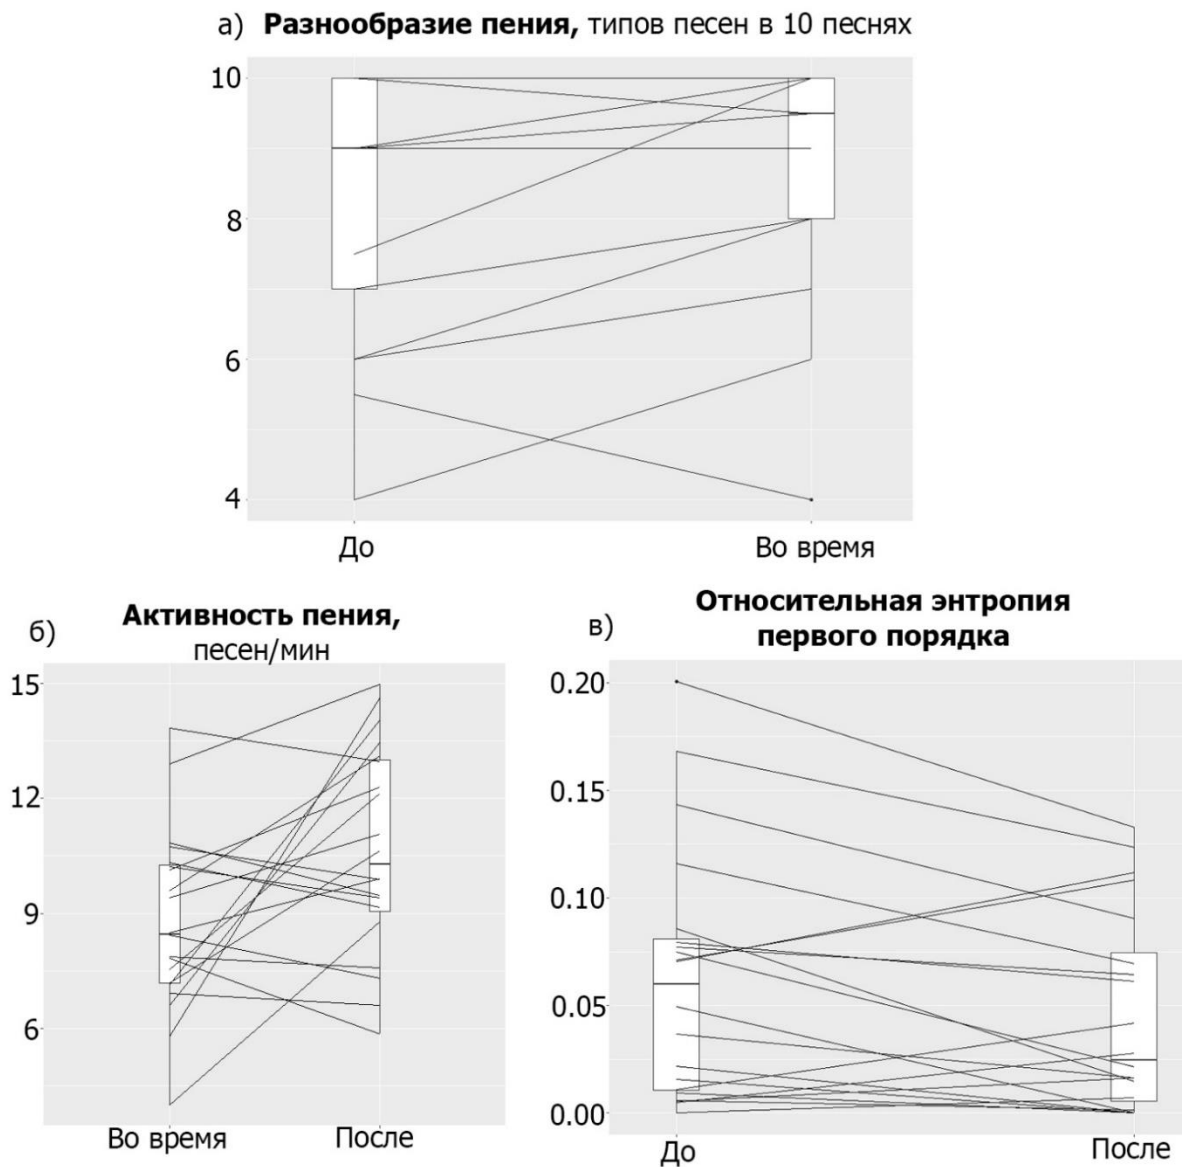 а) Разнообразие пения, типов песен в 10 песнях
10
8
6
4
До
Во время
б)
Активность пения,
песен/мин
15
12
9
6
Во время
После
в)
Относительная энтропия
первого порядка
0.20
0.15
0.10
0.05
0.00
До
После